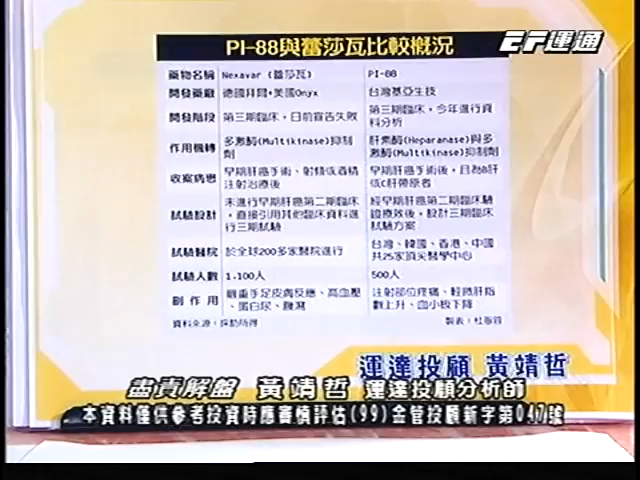 PI-88與蕾莎瓦比較概況
EF運通
藥物名稱 Nexavar (蕾莎瓦) PI-88
開發藥廠 德國拜爾+美國Onyx 台灣基亞生技
開發階段 第三期臨床，日前宣告失敗 第三期臨床，今年進行資料分析
作用機轉 多激酶(Multikinase)抑制劑 肝素酶(Heparanase)與多激酶(Multikinase)抑制劑
收案病患 早期肝癌手術、射頻或酒精注射治療後 早期肝癌手術後，且為B肝或C肝帶原者
試驗設計 未進行早期肝癌第二期臨床，直接引用其他臨床資料進行三期試驗 經早期肝癌第二期臨床驗證療效後，設計三期臨床試驗方案
試驗醫院 於全球200多家醫院進行 台灣、韓國、香港、中國共25家頂尖醫學中心
試驗人數 1,100人 500人
副作用 嚴重手足皮膚反應、高血壓、蛋白尿、腹瀉 注射部位疼痛、輕微肝指數上升、血小板下降
資料來源：採訪所得 製表：杜蕙蓉
運達投顧 黃靖哲
盡責解盤 黃靖哲 運達投顧分析師
本資料僅供參考投資時應審慎評估(99)金管投顧新字第047號